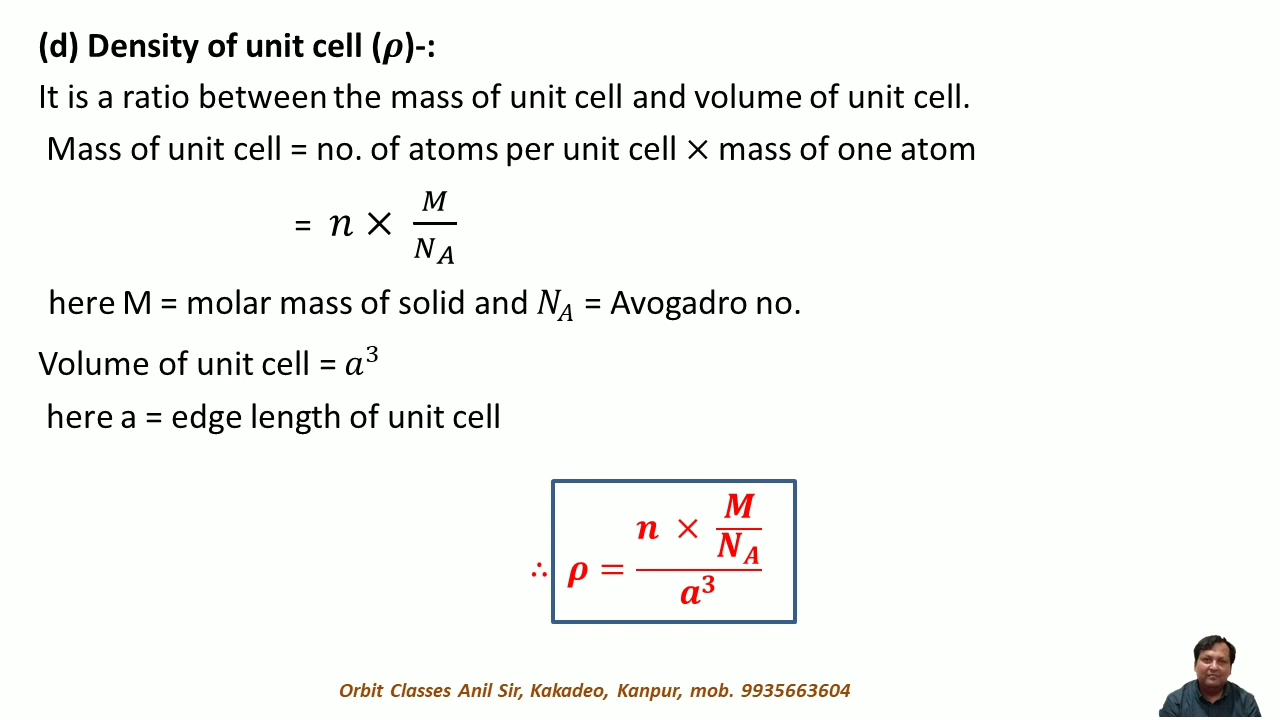 (d) Density of unit cell (ρ)-:
It is a ratio between the mass of unit cell and volume of unit cell.
Mass of unit cell = no. of atoms per unit cell × mass of one atom
= n × M/N_A
here M = molar mass of solid and N_A = Avogadro no.
Volume of unit cell = a³
here a = edge length of unit cell
∴ ρ = (n × M/N_A)/a³
Orbit Classes Anil Sir, Kakadeo, Kanpur, mob. 9935663604